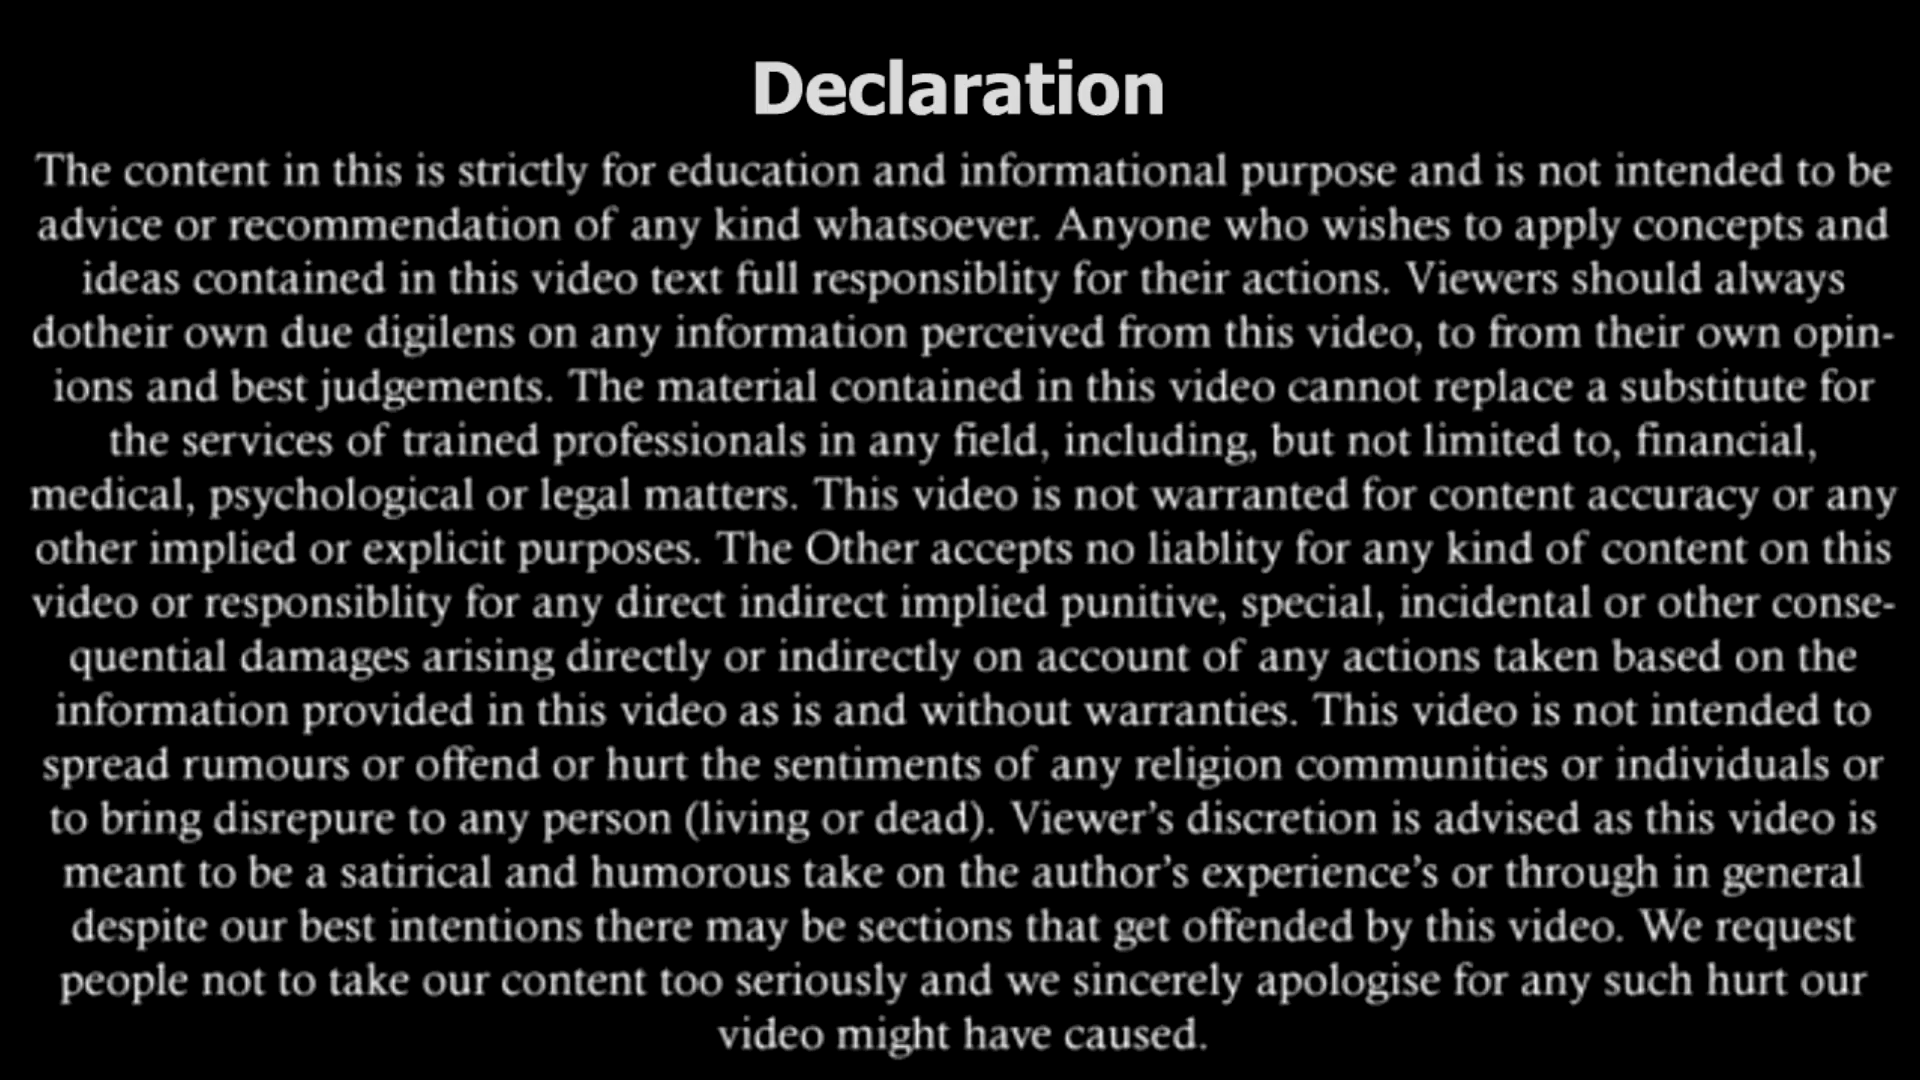 Declaration
The content in this is strictly for education and informational purpose and is not intended to be
advice or recommendation of any kind whatsoever. Anyone who wishes to apply concepts and
ideas contained in this video text full responsiblity for their actions. Viewers should always
dotheir own due digilens on any information perceived from this video, to from their own opin-
ions and best judgements. The material contained in this video cannot replace a substitute for
the services of trained professionals in any field, including, but not limited to, financial,
medical, psychological or legal matters. This video is not warranted for content accuracy or any
other implied or explicit purposes. The Other accepts no liablity for any kind of content on this
video or responsiblity for any direct indirect implied punitive, special, incidental or other conse-
quential damages arising directly or indirectly on account of any actions taken based on the
information provided in this video as is and without warranties. This video is not intended to
spread rumours or offend or hurt the sentiments of any religion communities or individuals or
to bring disrepure to any person (living or dead). Viewer’s discretion is advised as this video is
meant to be a satirical and humorous take on the author’s experience’s or through in general
despite our best intentions there may be sections that get offended by this video. We request
people not to take our content too seriously and we sincerely apologise for any such hurt our
video might have caused.